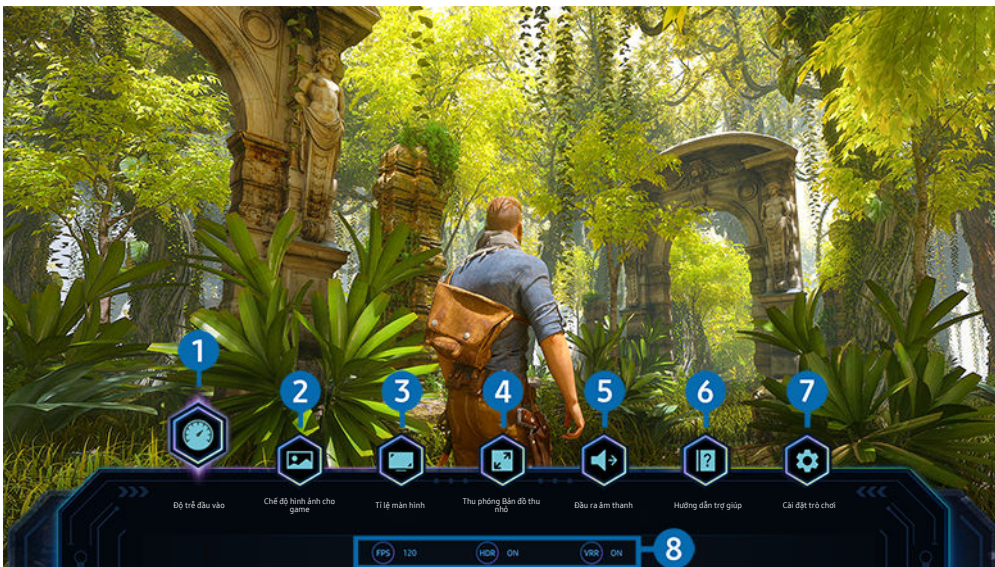 1
2
3
4
5
6
7
Độ trễ đầu vào
Chế độ hình ảnh cho
game
Tỉ lệ màn hình
Thu phóng Bản đồ thu
nhỏ
Đầu ra âm thanh
Hướng dẫn trợ giúp
Cài đặt trò chơi
FPS 120
HDR ON
VRR ON
8